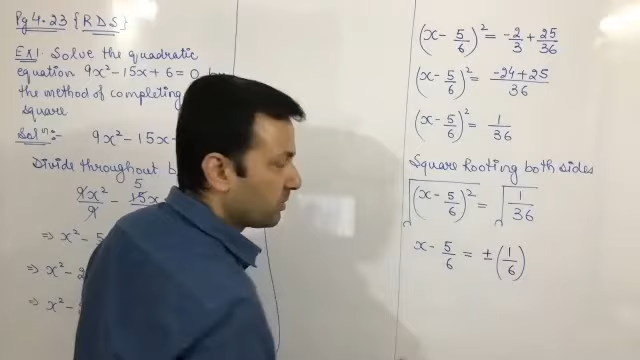 Pg 4.23 {RDS}
Ex1. Solve the quadratic
equation 9x² - 15x + 6 = 0 by
the method of completing
square
Solⁿ:- 9x² - 15x
Divide throughout b
9x²/9 - 15x
5
⇒ x² - 5
⇒ x² - 2
⇒ x² -
(x - 5/6)² = -2/3 + 25/36
(x - 5/6)² = (-24+25)/36
(x - 5/6)² = 1/36
Square Rooting both sides
√(x - 5/6)² = √1/36
x - 5/6 = ± (1/6)